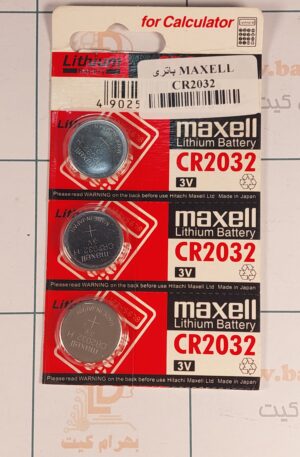 for Calculator
Lithium
باتری MAXELL
CR2032
4 9025
maxell
Lithium Battery
CR2032
3V
Please read WARNING on the back before use Hitachi Maxell Ltd. Made in Japan
maxell
Lithium Battery
CR2032
3V
Please read WARNING on the back before use Hitachi Maxell Ltd. Made in Japan
maxell
Lithium Battery
CR2032
3V
Please read WARNING on the back before use Hitachi Maxell Ltd. Made in Japan
بهرام کیت